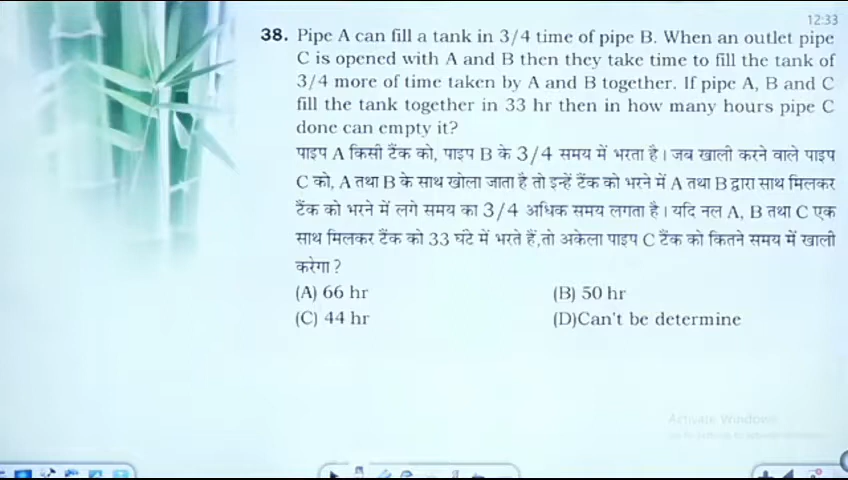 12:33
38. Pipe A can fill a tank in 3/4 time of pipe B. When an outlet pipe
C is opened with A and B then they take time to fill the tank of
3/4 more of time taken by A and B together. If pipe A, B and C
fill the tank together in 33 hr then in how many hours pipe C
done can empty it?
पाइप A किसी टैंक को, पाइप B के 3/4 समय में भरता है। जब खाली करने वाले पाइप
C को, A तथा B के साथ खोला जाता है तो इन्हें टैंक को भरने में A तथा B द्वारा साथ मिलकर
टैंक को भरने में लगे समय का 3/4 अधिक समय लगता है। यदि नल A, B तथा C एक
साथ मिलकर टैंक को 33 घंटे में भरते हैं,तो अकेला पाइप C टैंक को कितने समय में खाली
करेगा ?
(A) 66 hr (B) 50 hr
(C) 44 hr (D)Can't be determine
Activate Windows